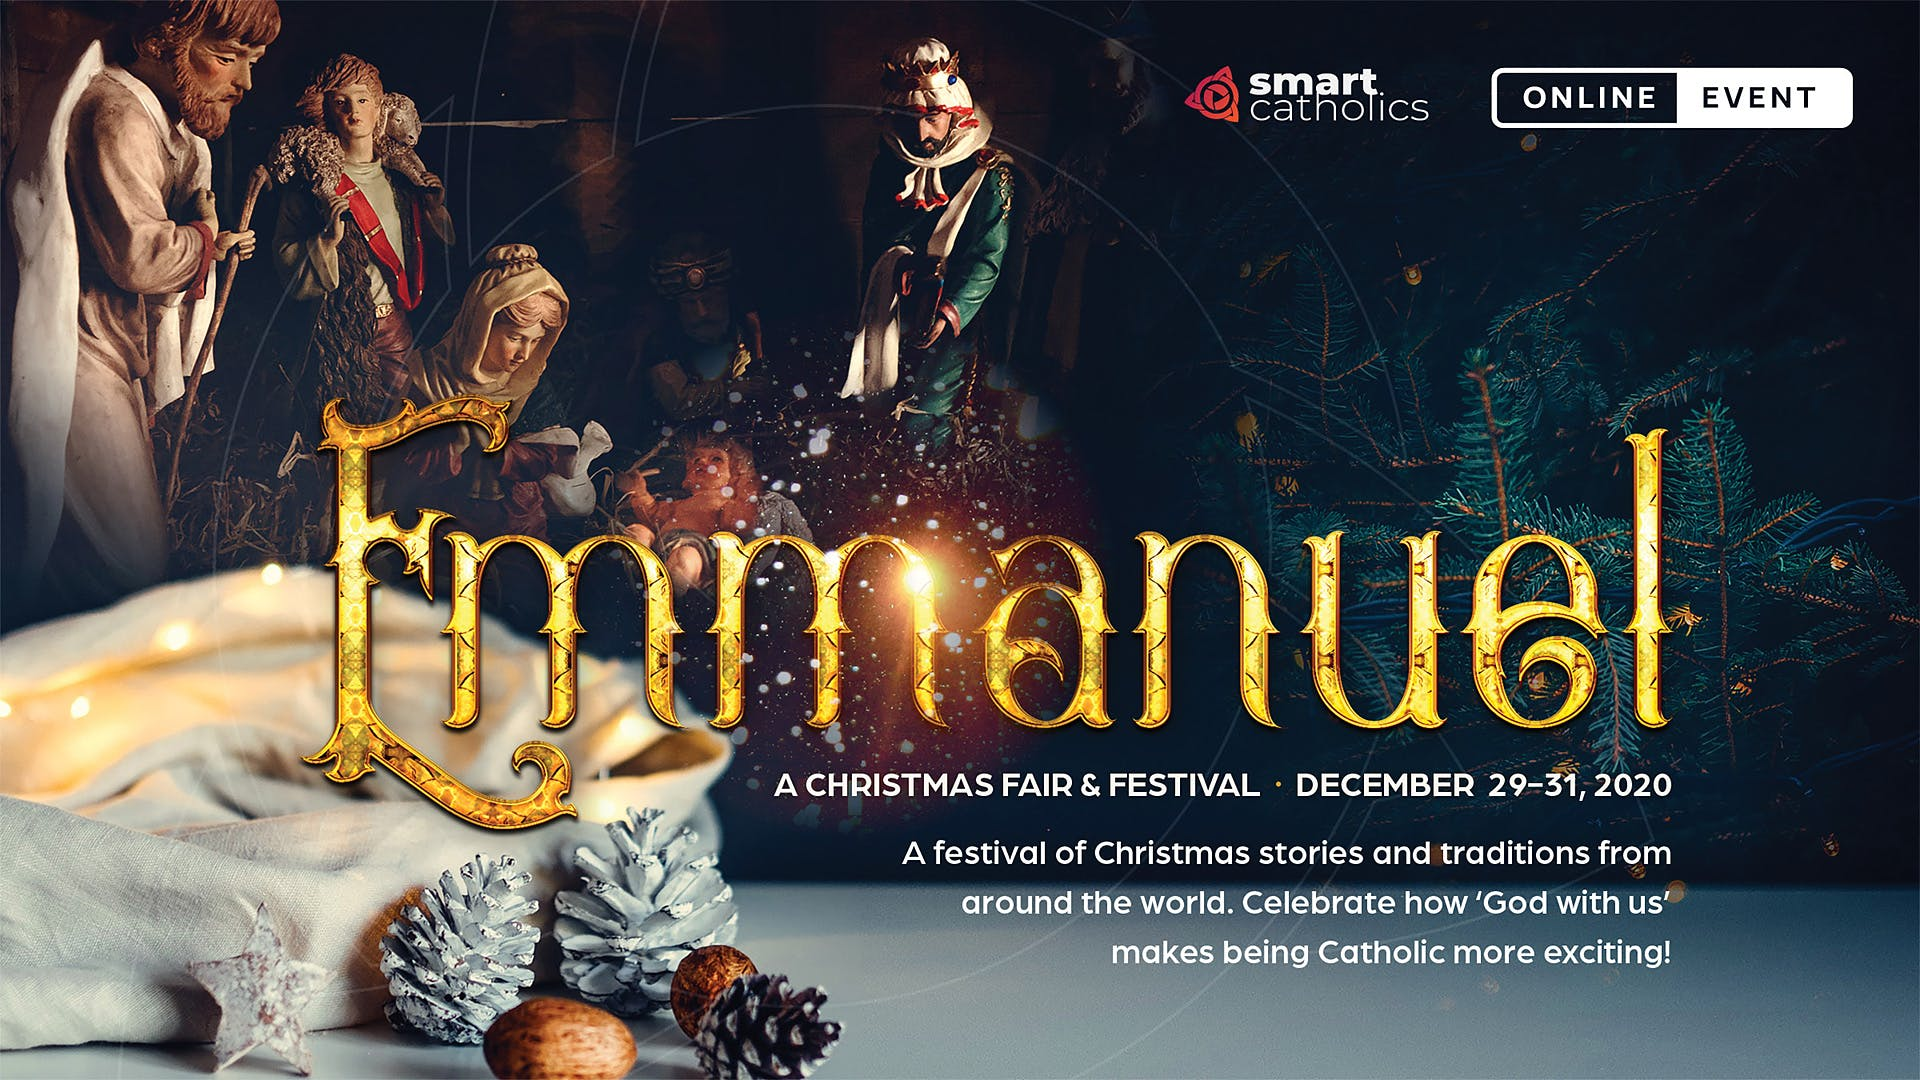 smart
catholics
ONLINE EVENT
Emmanuel
A CHRISTMAS FAIR & FESTIVAL · DECEMBER 29–31, 2020
A festival of Christmas stories and traditions from
around the world. Celebrate how ‘God with us’
makes being Catholic more exciting!